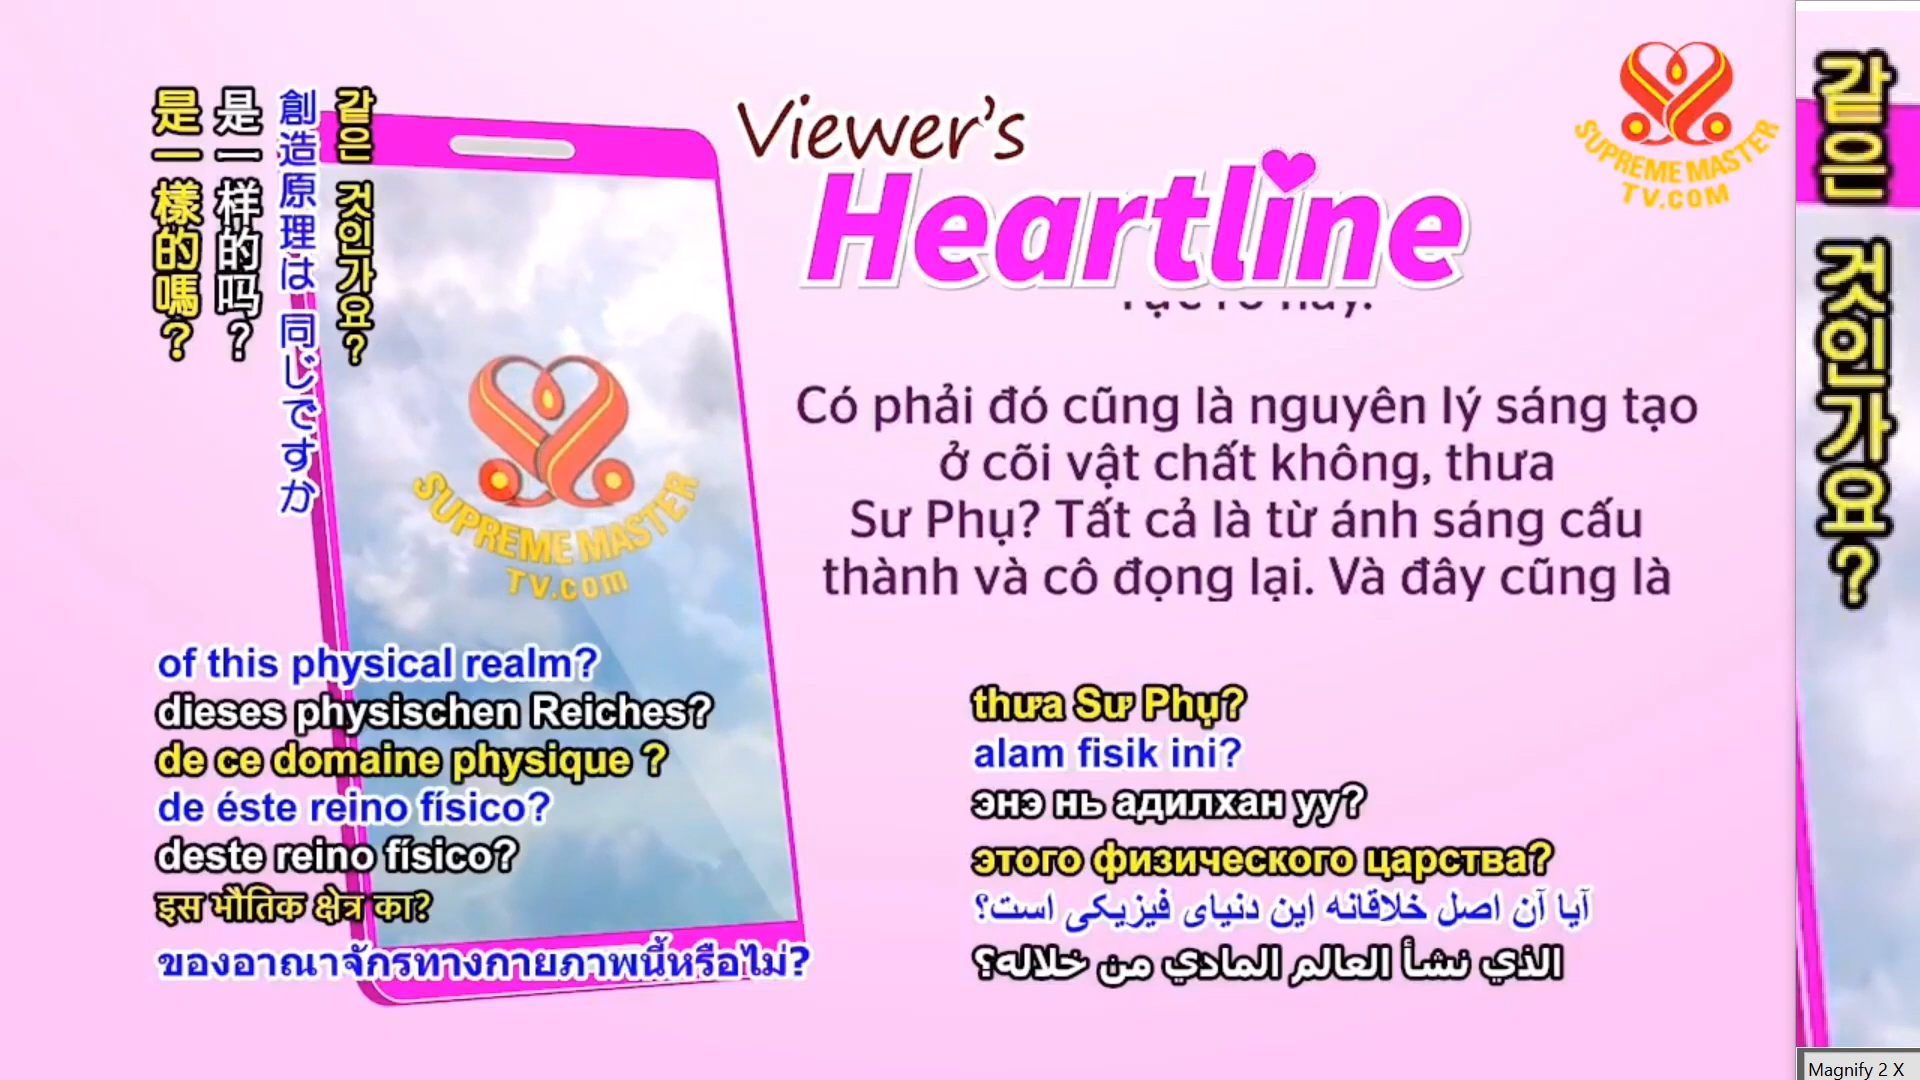 是一樣的嗎？
是一样的吗？
創造原理は 同じですか
같은 것인가요?
Viewer's
Heartline
SUPREME MASTER
TV.COM
Có phải đó cũng là nguyên lý sáng tạo
ở cõi vật chất không, thưa
Sư Phụ? Tất cả là từ ánh sáng cấu
thành và cô đọng lại. Và đây cũng là
SUPREME MASTER
TV.com
of this physical realm?
dieses physischen Reiches?
de ce domaine physique ?
de éste reino físico?
deste reino físico?
इस भौतिक क्षेत्र का?
ของอาณาจักรทางกายภาพนี้หรือไม่?
thưa Sư Phụ?
alam fisik ini?
энэ нь адилхан уу?
этого физического царства?
آیا آن اصل خلاقانه این دنیای فیزیکی است؟
الذي نشأ العالم المادي من خلاله؟
같은 것인가요?
Magnify 2 X